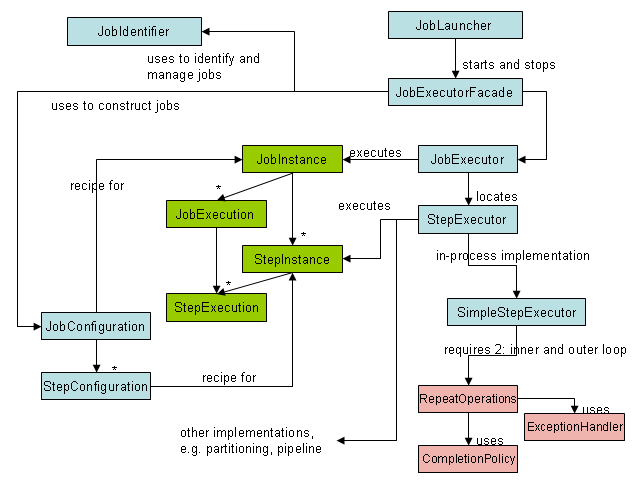 JobIdentifier
JobLauncher
uses to identify and
manage jobs
starts and stops
JobExecutorFacade
uses to construct jobs
JobInstance
executes
JobExecutor
recipe for
*
locates
JobExecution
executes
StepExecutor
*
StepInstance
in-process implementation
*
StepExecution
SimpleStepExecutor
JobConfiguration
requires 2: inner and outer loop
*
StepConfiguration
recipe for
RepeatOperations
uses
ExceptionHandler
other implementations,
e.g. partitioning, pipeline
uses
CompletionPolicy